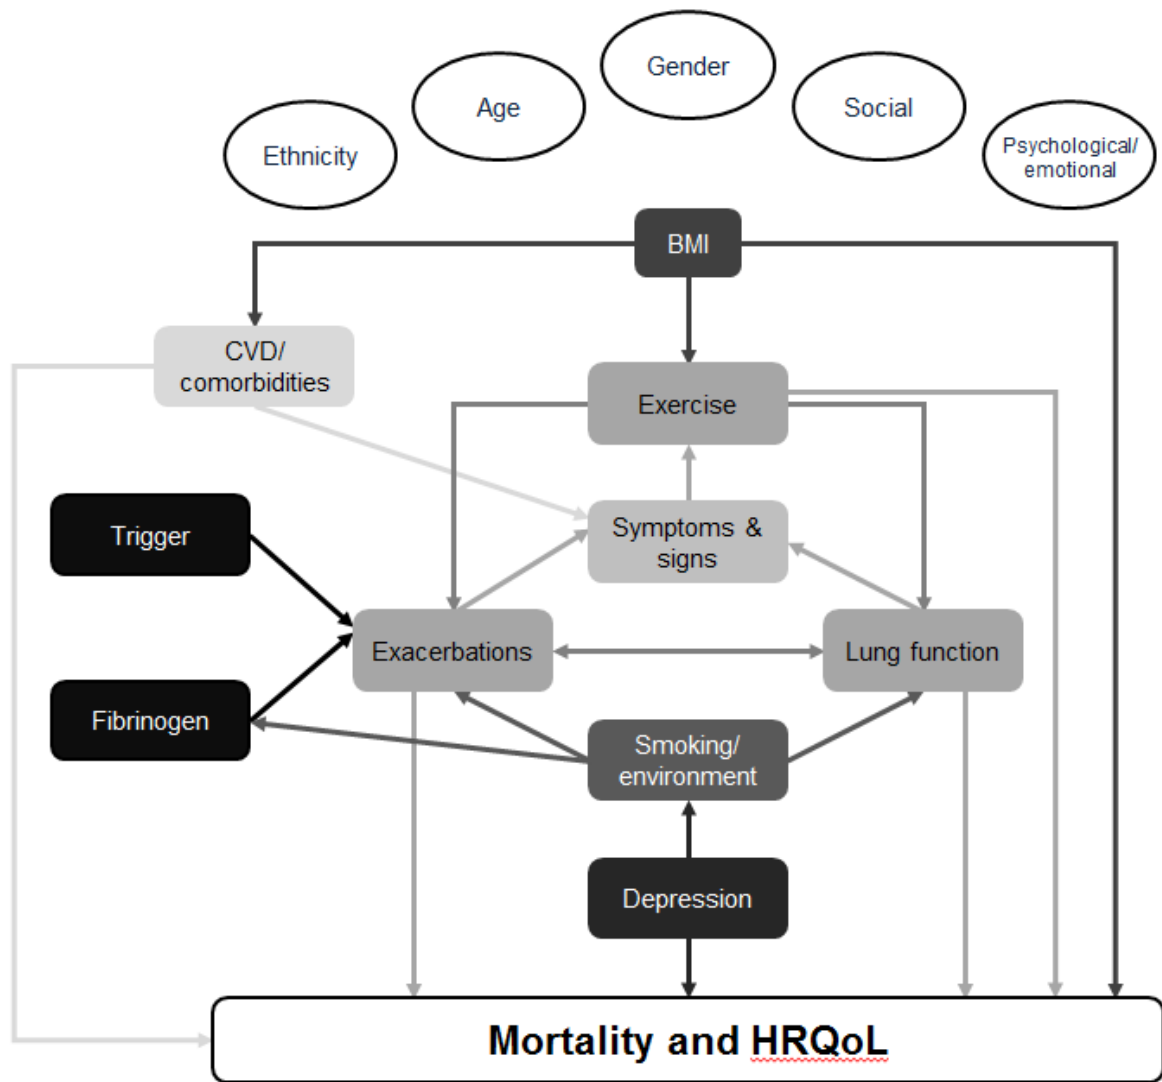 Gender
Age
Social
Ethnicity
Psychological/
emotional
BMI
CVD/
comorbidities
Exercise
Trigger
Symptoms &
signs
Exacerbations
Lung function
Fibrinogen
Smoking/
environment
Depression
Mortality and HRQoL